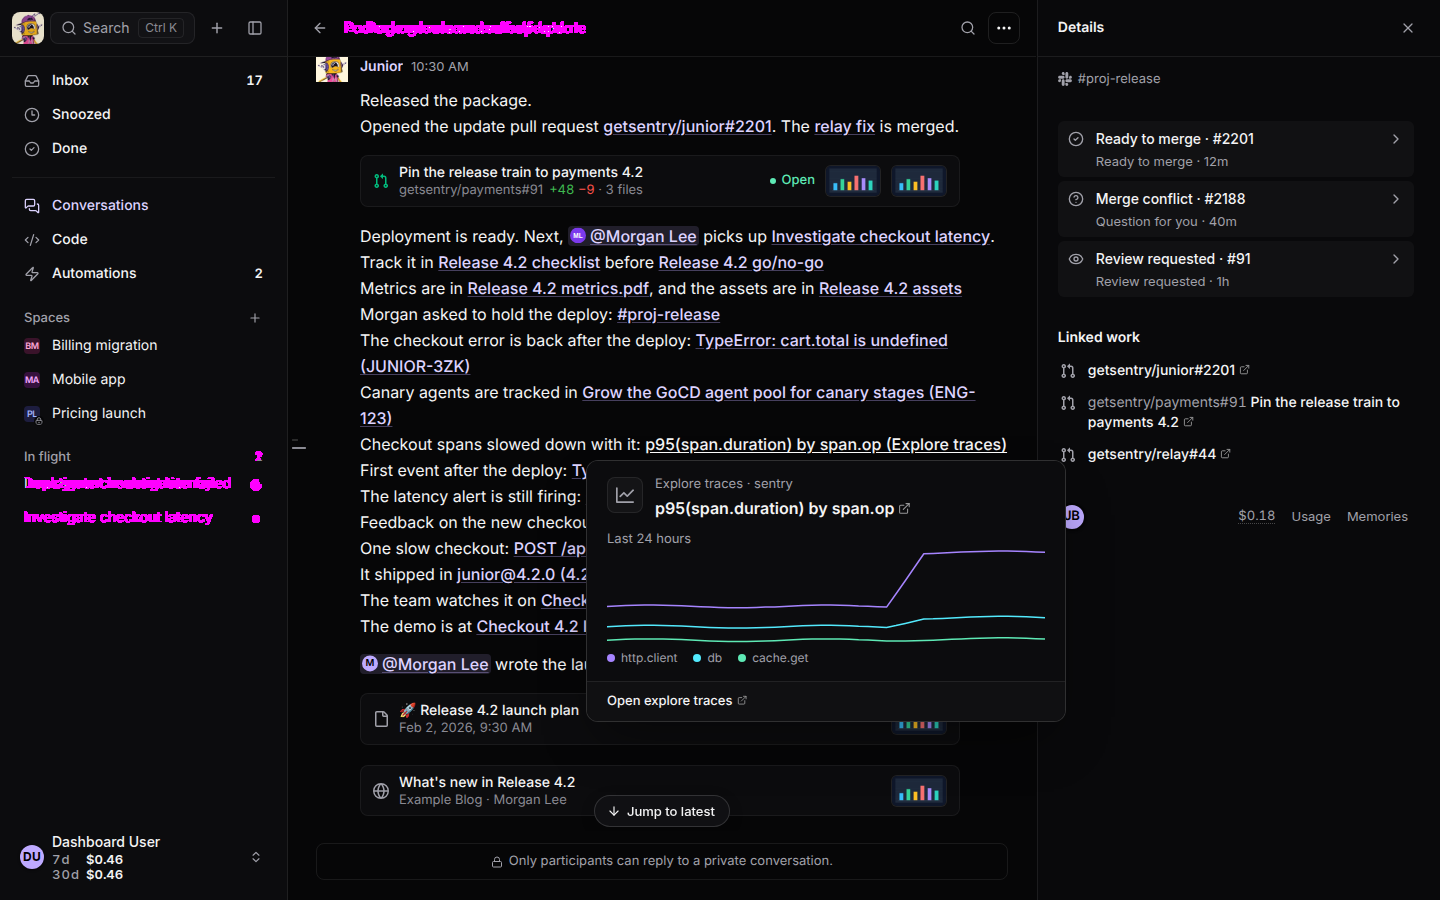 Search Ctrl K
Inbox 17
Snoozed
Done
Conversations
Code
Automations 2
Spaces
BM Billing migration
MA Mobile app
PL Pricing launch
In flight
Investigate checkout latency
DU Dashboard User
7d $0.46
30d $0.46
Junior 10:30 AM
Released the package.
Opened the update pull request getsentry/junior#2201. The relay fix is merged.
Pin the release train to payments 4.2
getsentry/payments#91 +48 −9 · 3 files
Open
Deployment is ready. Next, ML @Morgan Lee picks up Investigate checkout latency.
Track it in Release 4.2 checklist before Release 4.2 go/no-go
Metrics are in Release 4.2 metrics.pdf, and the assets are in Release 4.2 assets
Morgan asked to hold the deploy: #proj-release
The checkout error is back after the deploy: TypeError: cart.total is undefined
(JUNIOR-3ZK)
Canary agents are tracked in Grow the GoCD agent pool for canary stages (ENG-
123)
Checkout spans slowed down with it: p95(span.duration) by span.op (Explore traces)
First event after the deploy: Ty
The latency alert is still firing:
Feedback on the new checkou
One slow checkout: POST /ap
It shipped in junior@4.2.0 (4.2
The team watches it on Check
The demo is at Checkout 4.2 l
M @Morgan Lee wrote the lau
🚀 Release 4.2 launch plan
Feb 2, 2026, 9:30 AM
What's new in Release 4.2
Example Blog · Morgan Lee
Jump to latest
Only participants can reply to a private conversation.
Explore traces · sentry
p95(span.duration) by span.op
Last 24 hours
http.client db cache.get
Open explore traces
Details
#proj-release
Ready to merge · #2201
Ready to merge · 12m
Merge conflict · #2188
Question for you · 40m
Review requested · #91
Review requested · 1h
Linked work
getsentry/junior#2201
getsentry/payments#91 Pin the release train to
payments 4.2
getsentry/relay#44
JB $0.18 Usage Memories